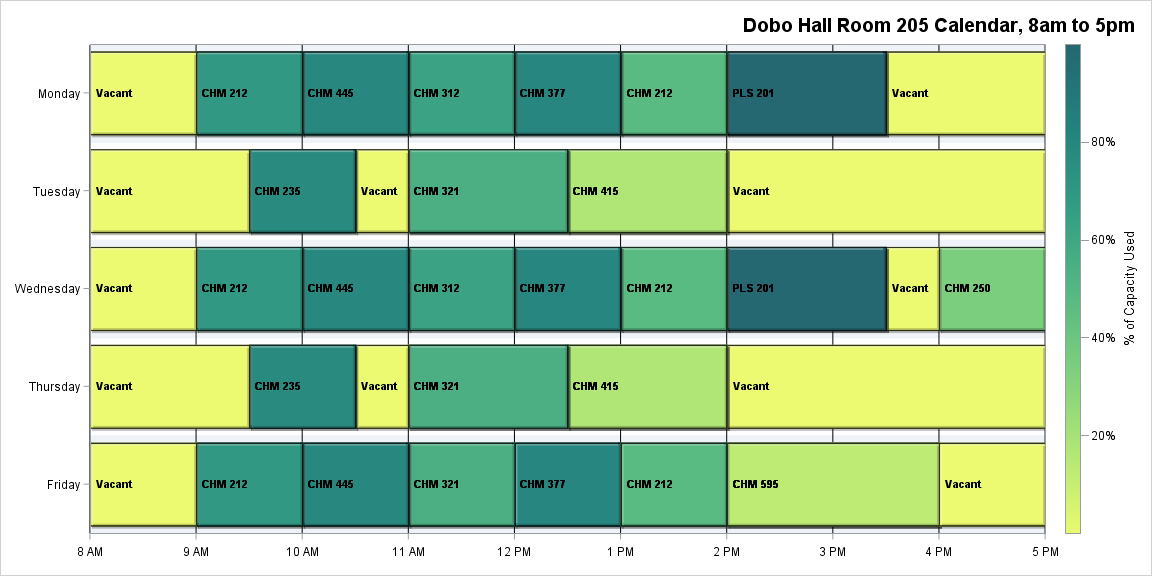 Dobo Hall Room 205 Calendar, 8am to 5pm
Monday
Vacant
CHM 212
CHM 445
CHM 312
CHM 377
CHM 212
PLS 201
Vacant
Tuesday
Vacant
CHM 235
Vacant
CHM 321
CHM 415
Vacant
Wednesday
Vacant
CHM 212
CHM 445
CHM 312
CHM 377
CHM 212
PLS 201
Vacant
CHM 250
Thursday
Vacant
CHM 235
Vacant
CHM 321
CHM 415
Vacant
Friday
Vacant
CHM 212
CHM 445
CHM 321
CHM 377
CHM 212
CHM 595
Vacant
8 AM
9 AM
10 AM
11 AM
12 PM
1 PM
2 PM
3 PM
4 PM
5 PM
80%
60%
40%
20%
% of Capacity Used